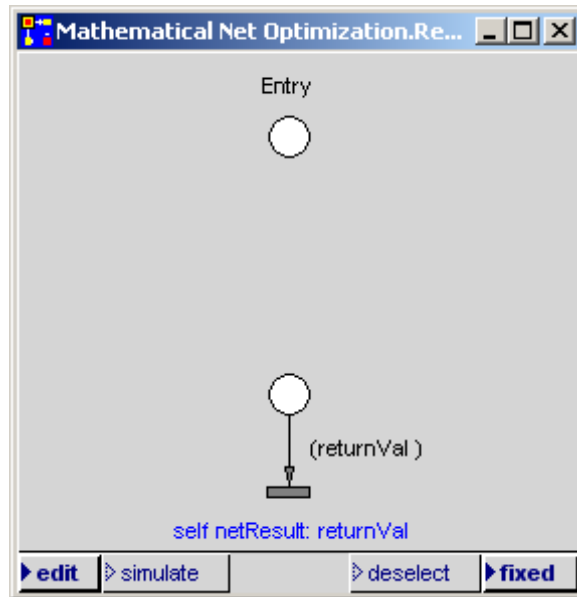 Mathematical Net Optimization.Re...
Entry
(returnVal )
self netResult: returnVal
edit simulate deselect fixed